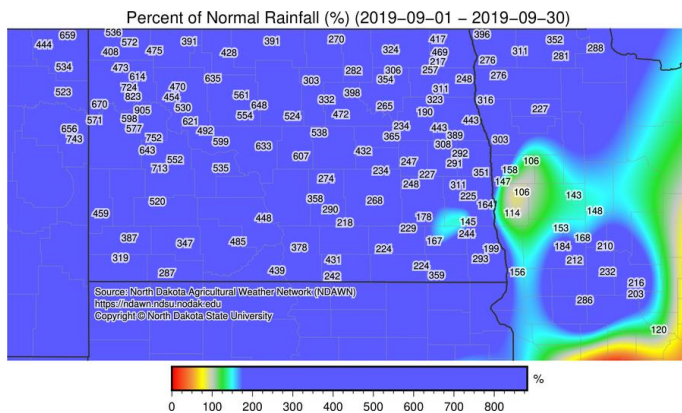 Percent of Normal Rainfall (%) (2019-09-01 - 2019-09-30)
659 536 391 391 270 417 396 352
444 572 475 428 324 469 311 288
408 217 276 281
534 473 282 306 257 276
614 635 303 354 248
523 724 470 398 311
823 454 561 332 323 316
670 905 530 648 265 190 227
571 598 621 554 524 472 234 443
656 577 492 538 443 389
743 752 599 365 308 303
643 633 432 292
552 607 247 291 106
713 535 234 227 351 158
274 248 311 147
520 358 268 225 106 143
459 290 164 114 148
448 218 178 145
387 229 244 153 168
347 485 378 167 184 210
319 224 199 212
431 293
287 439 242 224 359 156 232
216
286 203
120
Source: North Dakota Agricultural Weather Network (NDAWN)
https://ndawn.ndsu.nodak.edu
Copyright © North Dakota State University
%
0 100 200 300 400 500 600 700 800